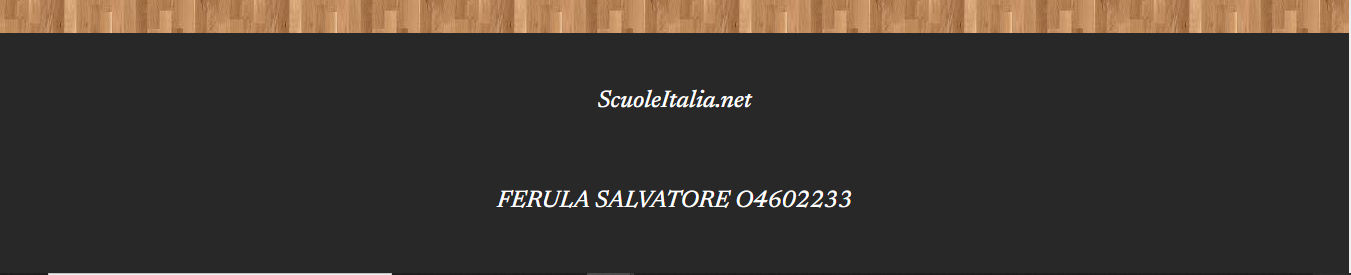 ScuoleItalia.net
FERULA SALVATORE O4602233